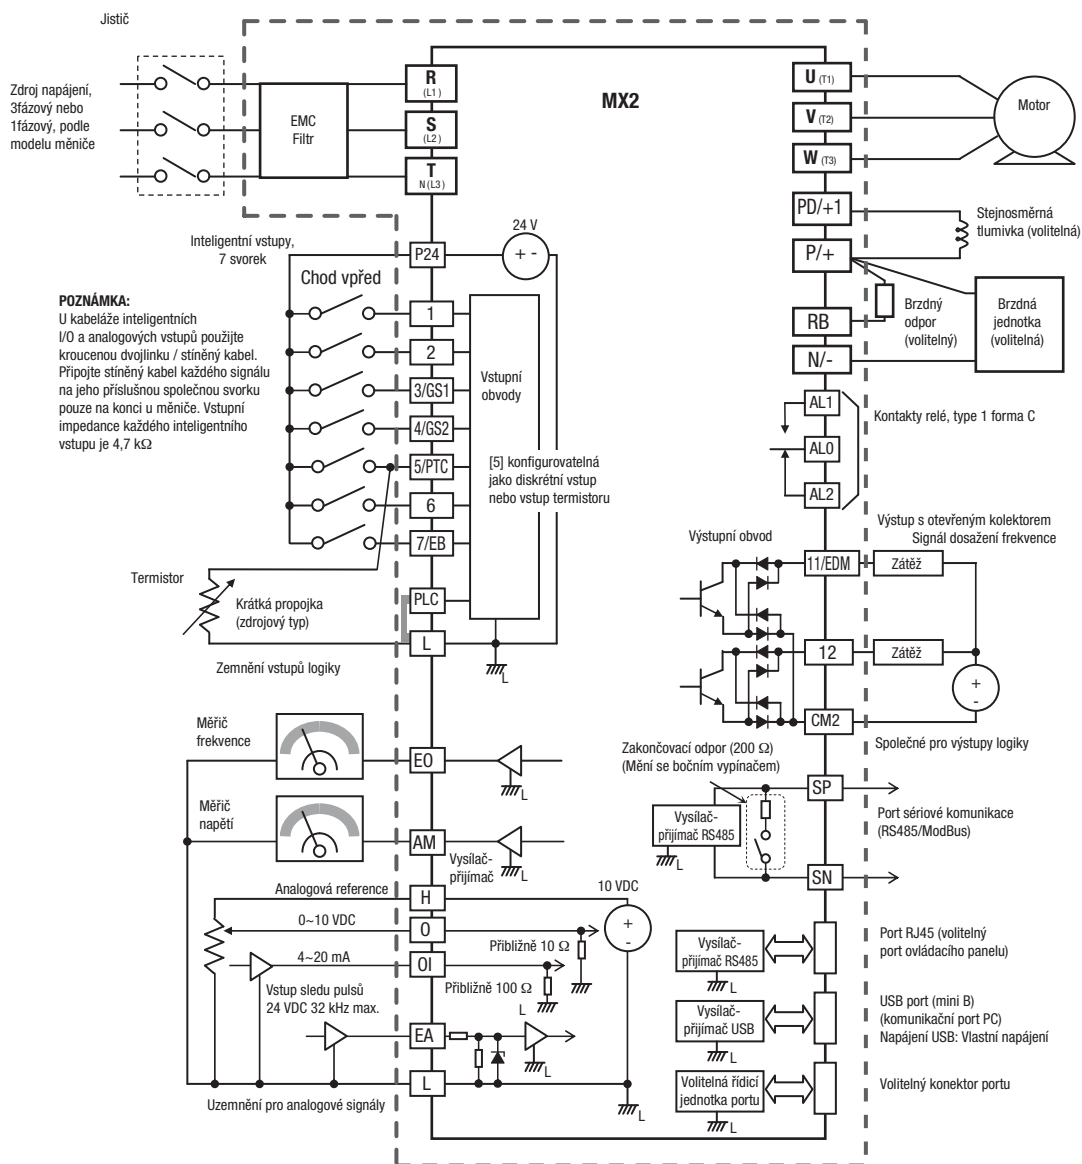 Jistič
Zdroj napájení,
3fázový nebo
1fázový, podle
modelu měniče
EMC
Filtr
R
(L1)
S
(L2)
T
N (L3)
MX2
U (T1)
V (T2)
W (T3)
Motor
PD/+1
P/+
RB
N/-
Stejnosměrná
tlumivka (volitelná)
Brzdný
odpor
(volitelný)
Brzdná
jednotka
(volitelná)
Inteligentní vstupy,
7 svorek
Chod vpřed
P24
24 V
+ -
POZNÁMKA:
U kabeláže inteligentních
I/O a analogových vstupů použijte
kroucenou dvojlinku / stíněný kabel.
Připojte stíněný kabel každého signálu
na jeho příslušnou společnou svorku
pouze na konci u měniče. Vstupní
impedance každého inteligentního
vstupu je 4,7 kΩ
1
2
3/GS1
4/GS2
5/PTC
6
7/EB
PLC
L
Vstupní
obvody
[5] konfigurovatelná
jako diskrétní vstup
nebo vstup termistoru
Termistor
Krátká propojka
(zdrojový typ)
Zemnění vstupů logiky
L
AL1
AL0
AL2
Kontakty relé, type 1 forma C
Výstupní obvod
Výstup s otevřeným kolektorem
Signál dosažení frekvence
11/EDM
Zátěž
12
Zátěž
+
-
CM2
Společné pro výstupy logiky
Měřič
frekvence
EO
L
Měřič
napětí
AM
L
Vysílač-
přijímač
Zakončovací odpor (200 Ω)
(Mění se bočním vypínačem)
Vysílač-
přijímač RS485
L
SP
SN
Port sériové komunikace
(RS485/ModBus)
Analogová reference
H
10 VDC
+
-
0~10 VDC
O
Přibližně 10 Ω
4~20 mA
OI
Přibližně 100 Ω
Vstup sledu pulsů
24 VDC 32 kHz max.
L
EA
L
L
Uzemnění pro analogové signály
L
Vysílač-
přijímač RS485
L
Port RJ45 (volitelný
port ovládacího panelu)
Vysílač-
přijímač USB
L
USB port (mini B)
(komunikační port PC)
Napájení USB: Vlastní napájení
Volitelná řídicí
jednotka portu
L
Volitelný konektor portu